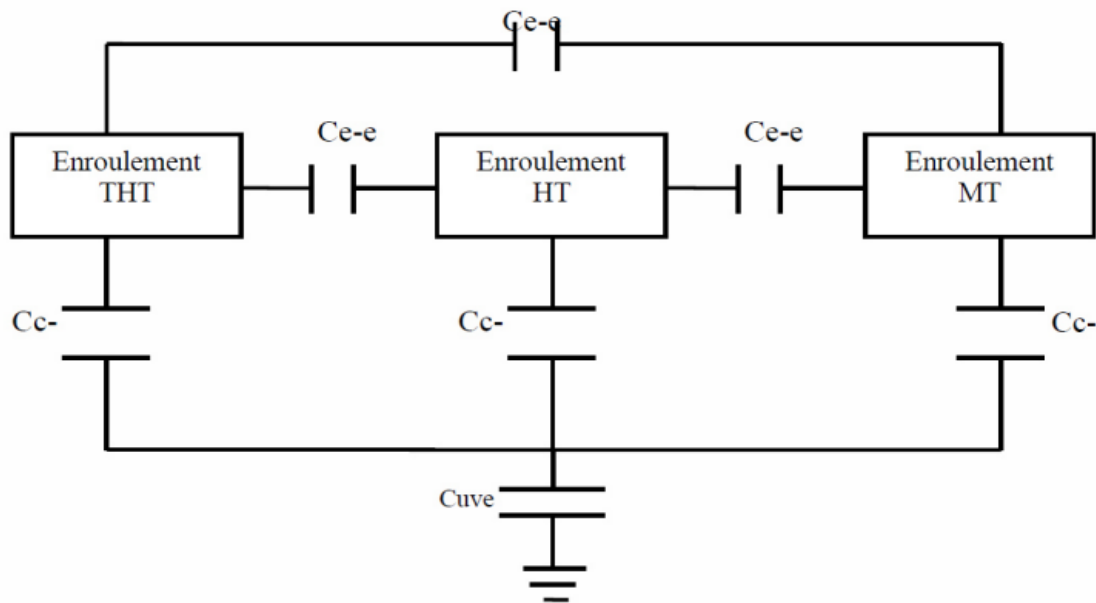 Ce-e
Ce-e
Ce-e
Enroulement
THT
Enroulement
HT
Enroulement
MT
Cc-
Cc-
Cc-
Cuve